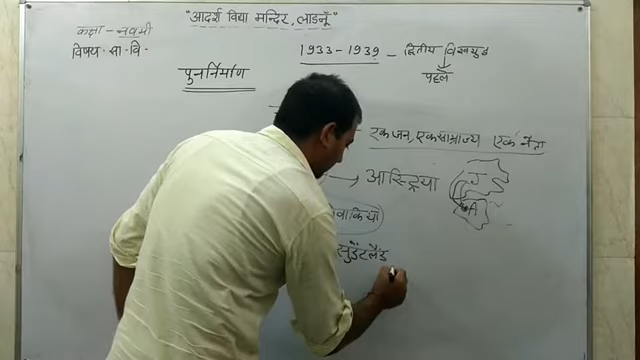 "आदर्श विद्या मन्दिर, लाडनूँ"
कक्षा - नवमी
विषय - सा - वि -
1933 - 1939 - द्वितीय विश्वयुद्ध
पहले
पुनर्निर्माण
एक जन, एक साम्राज्य एक नेता
→ आस्ट्रिया
J
A
वाकिया
सुडेटलैंड